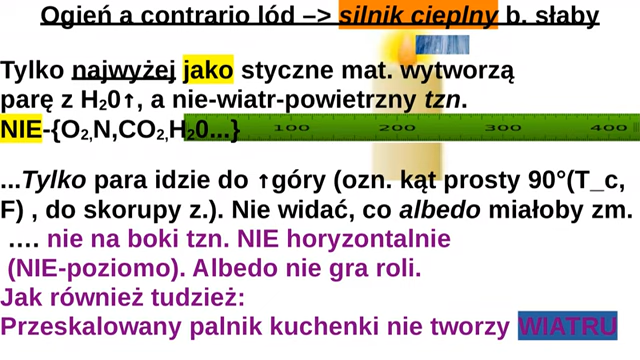 Ogień a contrario lód –> silnik cieplny b. słaby
Tylko najwyżej jako styczne mat. wytworzą
parę z H₂0↑, a nie-wiatr-powietrzny tzn.
NIE-{O₂,N,CO₂,H₂0...}
100 200 300 400
...Tylko para idzie do ↑góry (ozn. kąt prosty 90°(T_c,
F) , do skorupy z.). Nie widać, co albedo miałoby zm.
.... nie na boki tzn. NIE horyzontalnie
(NIE-poziomo). Albedo nie gra roli.
Jak również tudzież:
Przeskalowany palnik kuchenki nie tworzy WIATRU